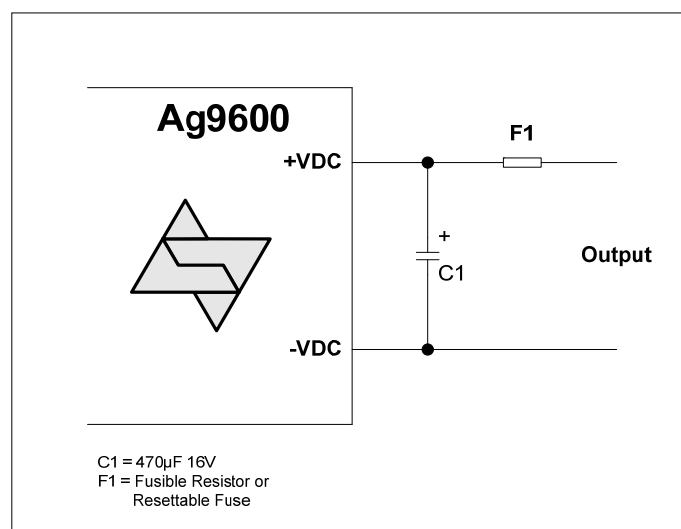 Ag9600
F1
+VDC
+
Output
C1
-VDC
C1 = 470µF 16V
F1 = Fusible Resistor or
Resettable Fuse